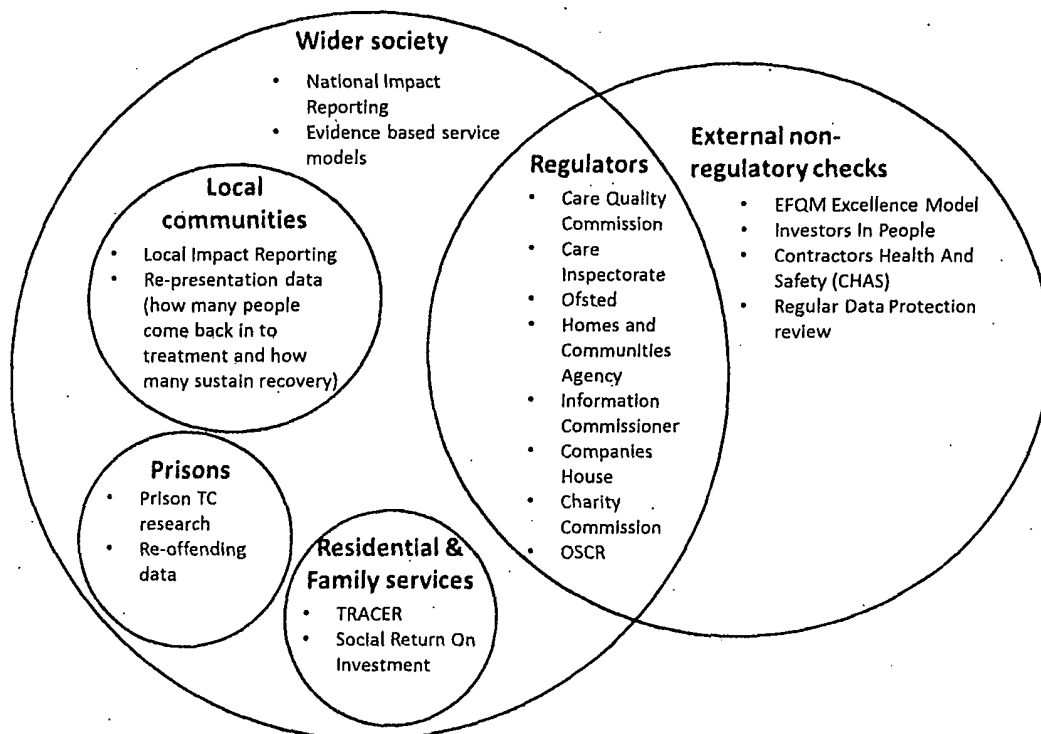 Wider society
• National Impact
Reporting
• Evidence based service
models
Local
communities
• Local Impact Reporting
• Re-presentation data
(how many people
come back in to
treatment and how
many sustain recovery)
Prisons
• Prison TC
research
• Re-offending
data
Residential &
Family services
• TRACER
• Social Return On
Investment
Regulators
• Care Quality
Commission
• Care
Inspectorate
• Ofsted
• Homes and
Communities
Agency
• Information
Commissioner
• Companies
House
• Charity
Commission
• OSCR
External non-
regulatory checks
• EFQM Excellence Model
• Investors In People
• Contractors Health And
Safety (CHAS)
• Regular Data Protection
review